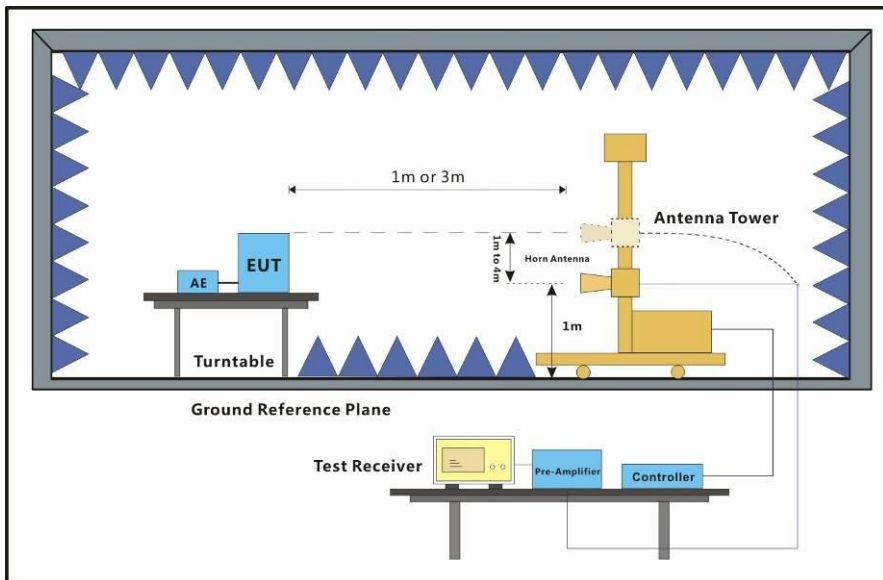 1m or 3m
Antenna Tower
1m to 4m
Horn Antenna
EUT
AE
1m
Turntable
Ground Reference Plane
Test Receiver
Pre-Amplifier
Controller